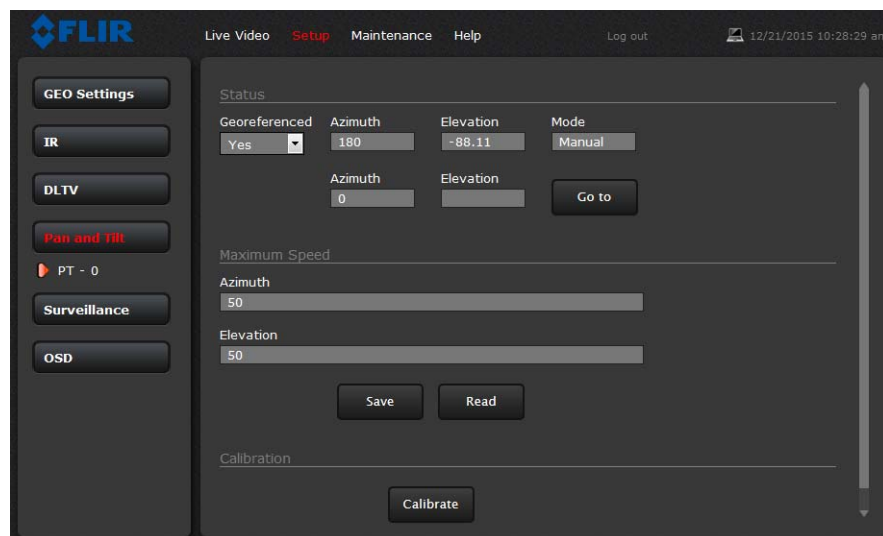 FLIR
Live Video Setup Maintenance Help Log out 12/21/2015 10:28:29 am
GEO Settings
IR
DLTV
Pan and Tilt
PT - 0
Surveillance
OSD
Status
Georeferenced Azimuth Elevation Mode
Yes 180 -88.11 Manual
Azimuth Elevation
0 Go to
Maximum Speed
Azimuth
50
Elevation
50
Save Read
Calibration
Calibrate